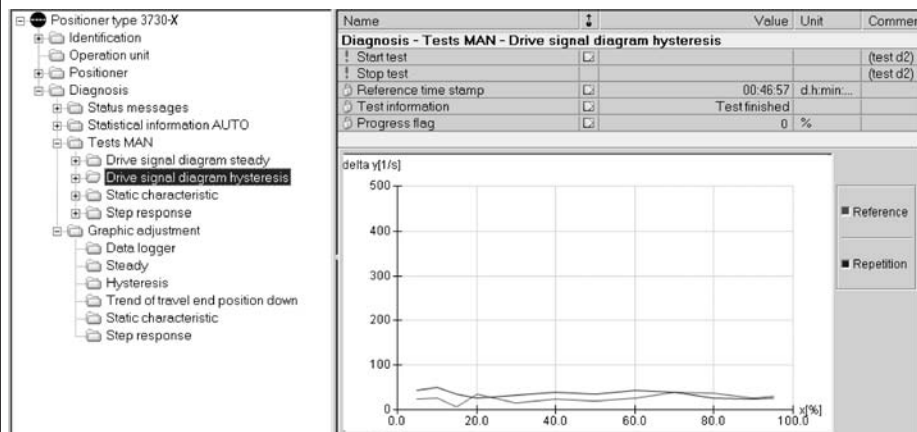 Positioner type 3730-X
Identification
Operation unit
Positioner
Diagnosis
Status messages
Statistical information AUTO
Tests MAN
Drive signal diagram steady
Drive signal diagram hysteresis
Static characteristic
Step response
Graphic adjustment
Data logger
Steady
Hysteresis
Trend of travel end position down
Static characteristic
Step response
Name Value Unit Commer
Diagnosis - Tests MAN - Drive signal diagram hysteresis
! Start test (test d2)
! Stop test (test d2)
Reference time stamp 00:46:57 d.h:min:...
Test information Test finished
Progress flag 0 %
delta y[1/s]
500
400
300
200
100
0.0
0.0 20.0 40.0 60.0 80.0 100.0 x[%]
Reference
Repetition